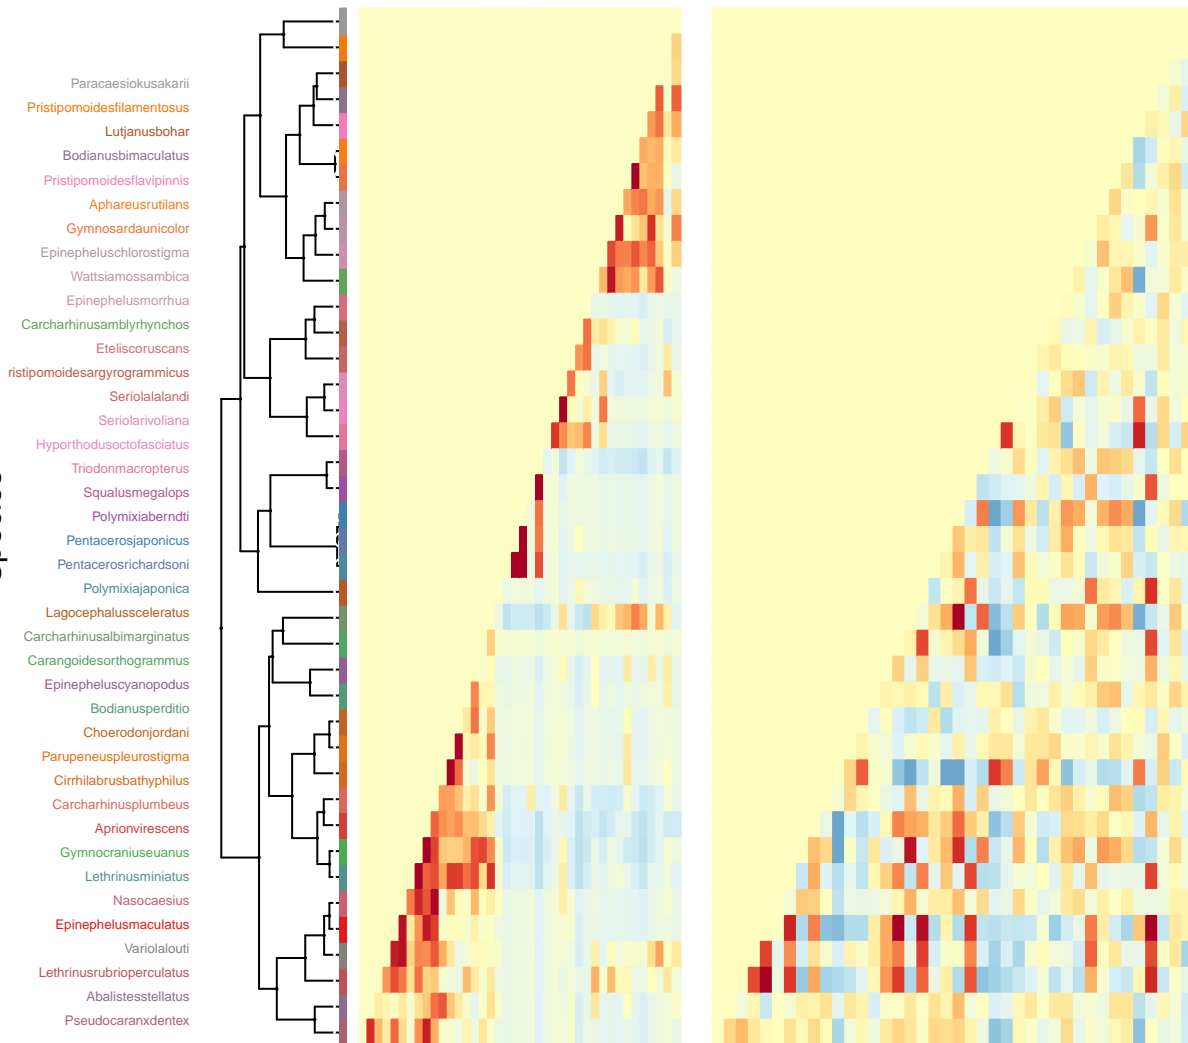 Paracaesiokusakarii
Pristipomoidesfilamentosus
Lutjanusbohar
Bodianusbimaculatus
Pristipomoidesflavipinnis
Aphareusrutilans
Gymnosardaunicolor
Epinepheluschlorostigma
Wattsiamossambica
Epinephelusmorrhua
Carcharhinusamblyrhynchos
Eteliscoruscans
ristipomoidesargyrogrammicus
Seriolalalandi
Seriolarivoliana
Hyporthodusoctofasciatus
Triodonmacropterus
Squalusmegalops
Polymixiaberndti
Pentacerosjaponicus
Pentacerosrichardsoni
Polymixiajaponica
Lagocephalussceleratus
Carcharhinusalbimarginatus
Carangoidesorthogrammus
Epinepheluscyanopodus
Bodianusperditio
Choerodonjordani
Parupeneuspleurostigma
Cirrhilabrusbathyphilus
Carcharhinusplumbeus
Aprionvirescens
Gymnocraniuseuanus
Lethrinusminiatus
Nasocaesius
Epinephelusmaculatus
Variolalouti
Lethrinusrubrioperculatus
Abalistesstellatus
Pseudocaranxdentex